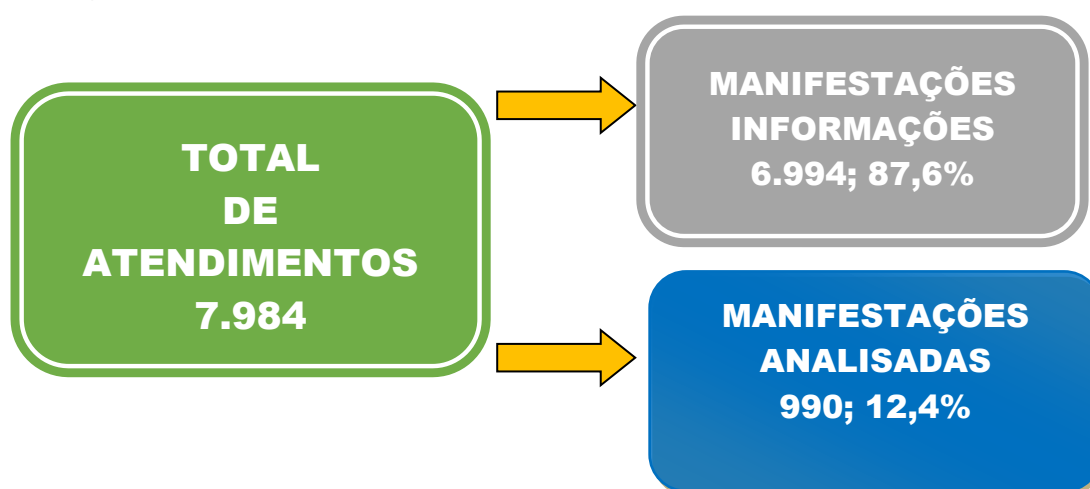 TOTAL
DE
ATENDIMENTOS
7.984
MANIFESTAÇÕES
INFORMAÇÕES
6.994; 87,6%
MANIFESTAÇÕES
ANALISADAS
990; 12,4%